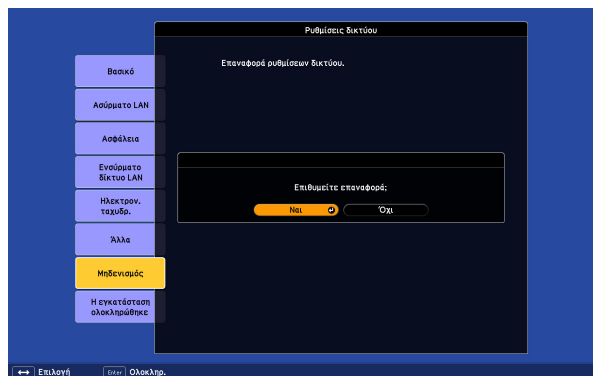 Ρυθμίσεις δικτύου
Επαναφορά ρυθμίσεων δικτύου.
Βασικό
Ασύρματο LAN
Ασφάλεια
Ενσύρματο
δίκτυο LAN
Ηλεκτρον.
ταχυδρ.
Άλλα
Μηδενισμός
Η εγκατάσταση
ολοκληρώθηκε
Επιθυμείτε επαναφορά;
Ναι Όχι
Επιλογή Enter Ολοκληρ.